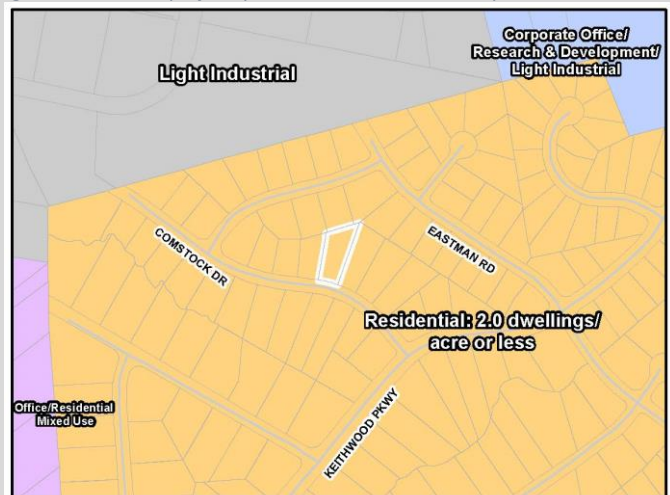 Light Industrial
Corporate Office/
Research & Development/
Light Industrial
COMSTOCK DR
EASTMAN RD
Residential: 2.0 dwellings/
acre or less
Office/Residential
Mixed Use
KEITHWOOD PKWY